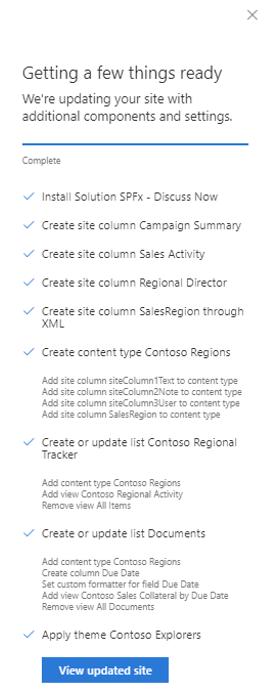 Getting a few things ready
We're updating your site with
additional components and settings.
Complete
Install Solution SPFx - Discuss Now
Create site column Campaign Summary
Create site column Sales Activity
Create site column Regional Director
Create site column SalesRegion through
XML
Create content type Contoso Regions
Add site column siteColumn1Text to content type
Add site column siteColumn2Note to content type
Add site column siteColumn3User to content type
Add site column SalesRegion to content type
Create or update list Contoso Regional
Tracker
Add content type Contoso Regions
Add view Contoso Regional Activity
Remove view All Items
Create or update list Documents
Add content type Contoso Regions
Create column Due Date
Set custom formatter for field Due Date
Add view Contoso Sales Collateral by Due Date
Remove view All Documents
Apply theme Contoso Explorers
View updated site